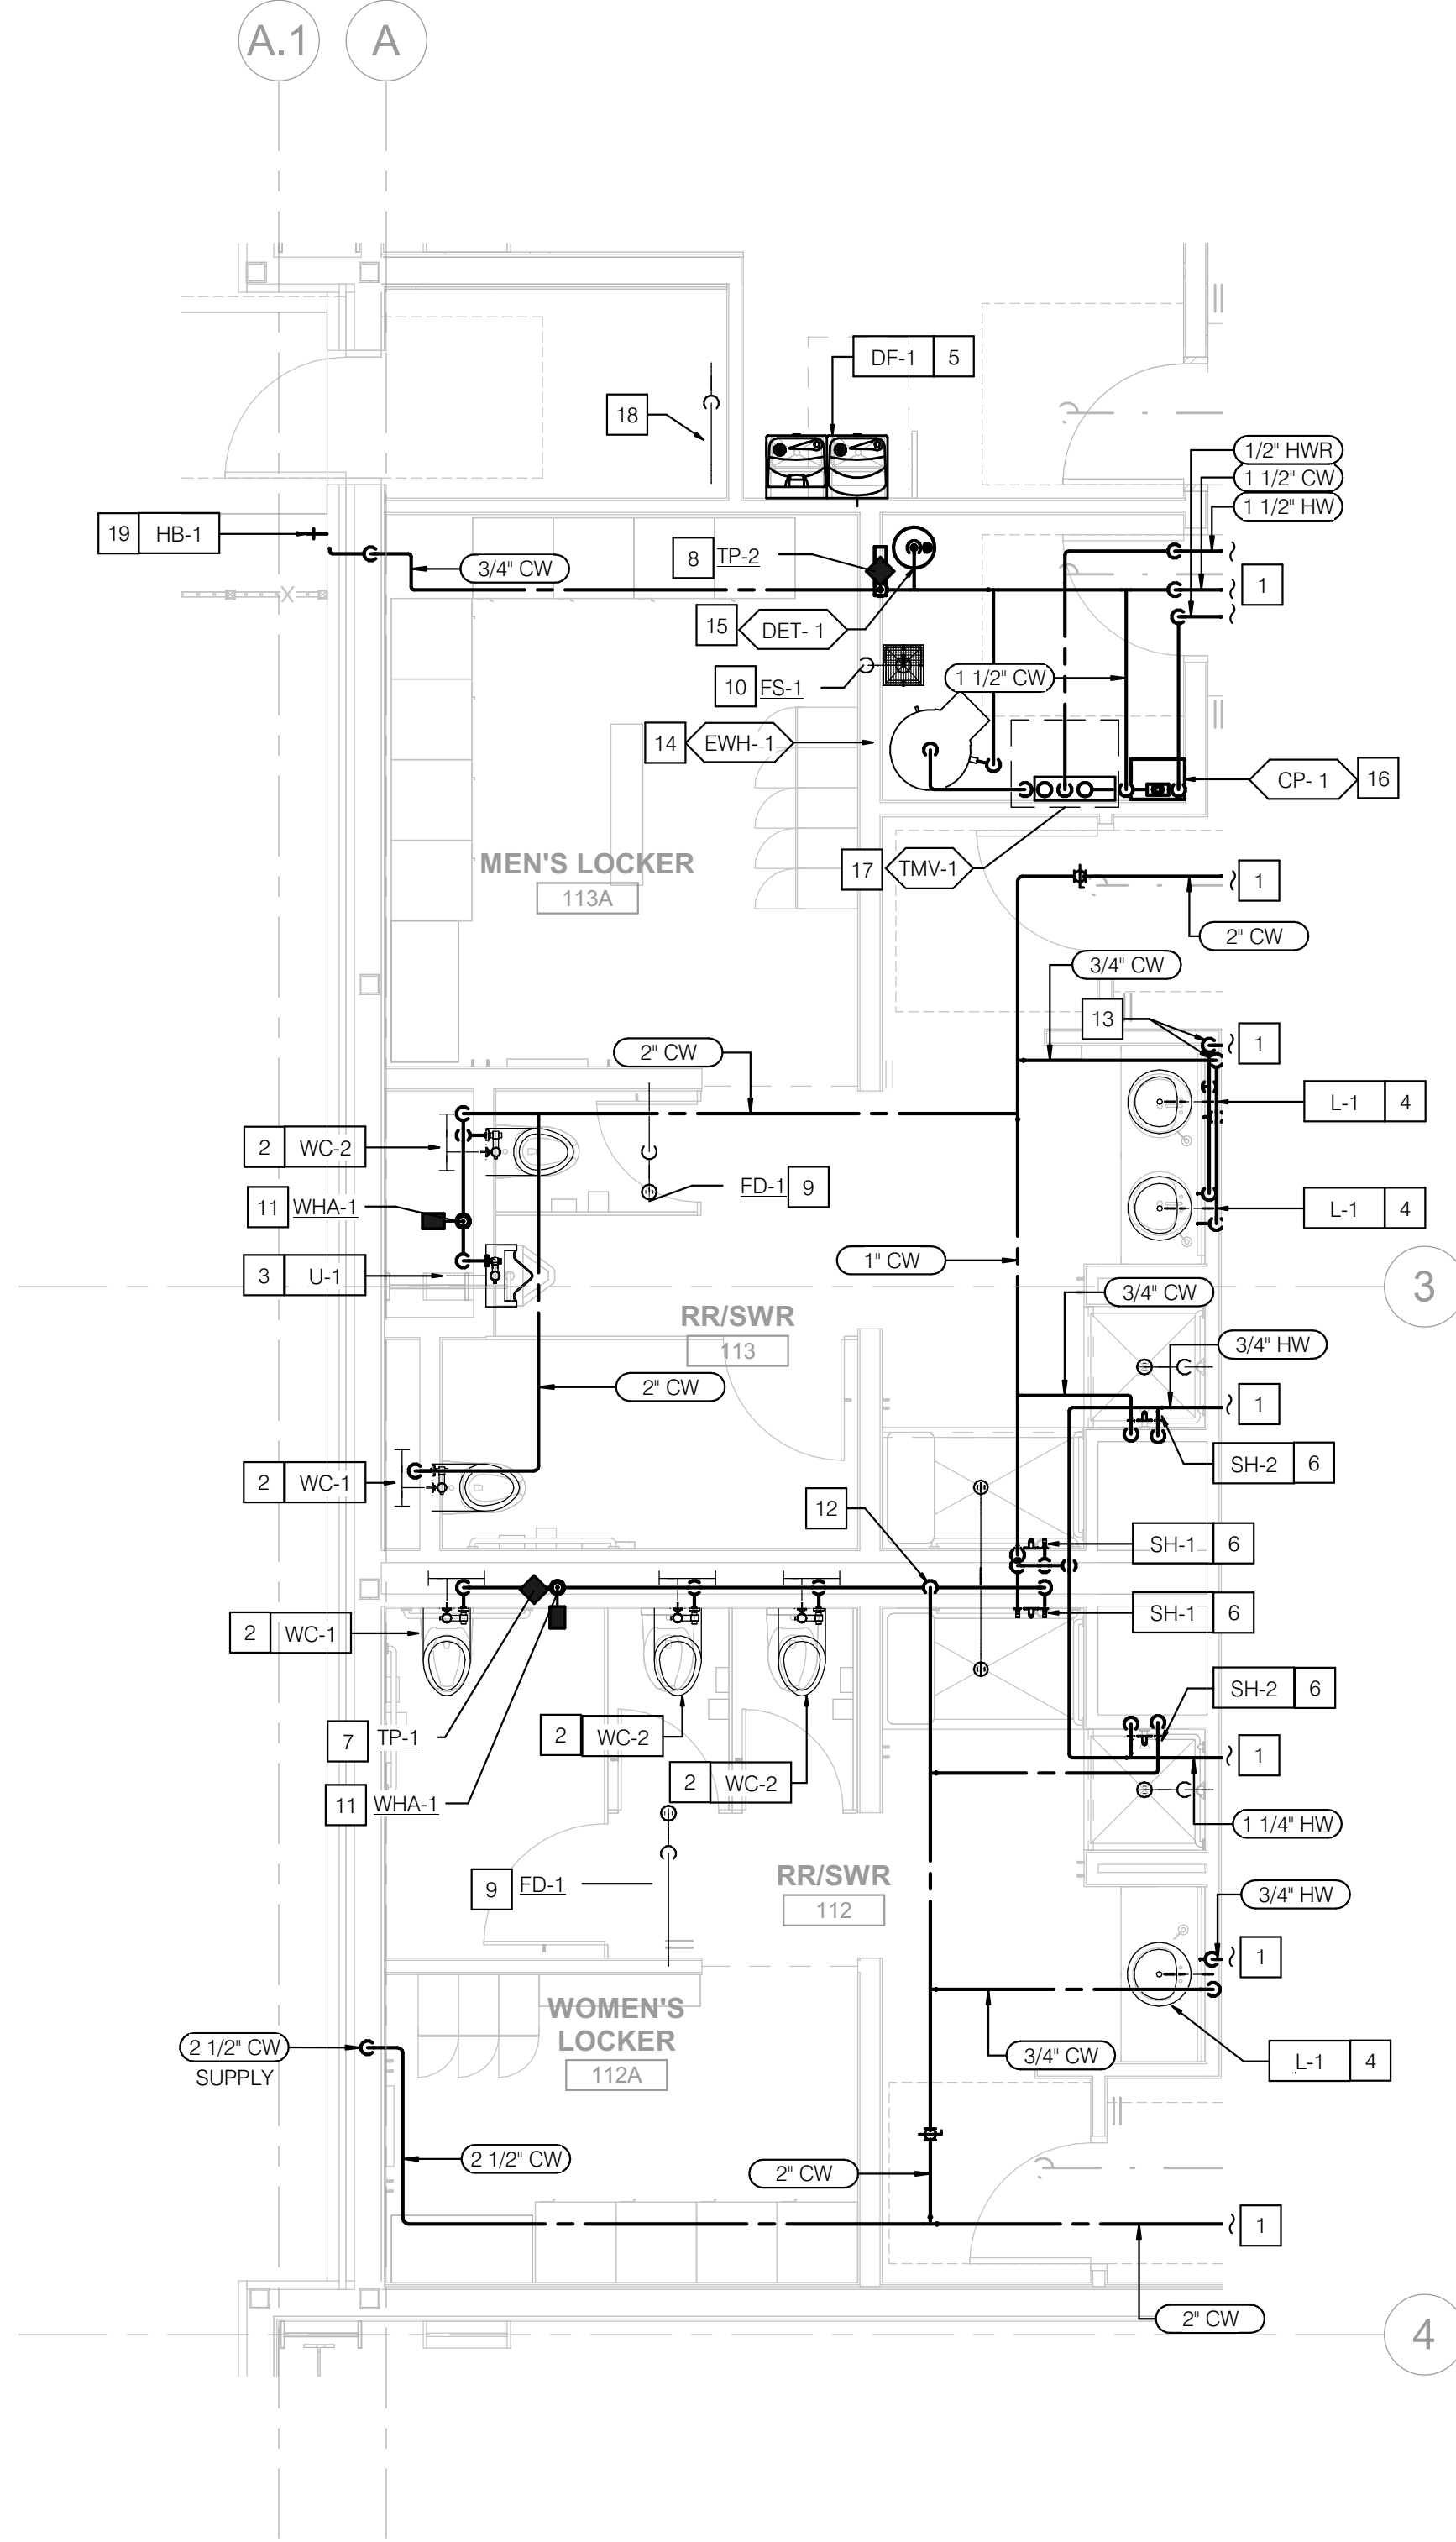 A.1 A
DF-1 5
18
1/2" HWR
1 1/2" CW
1 1/2" HW
19 HB-1
3/4" CW
8 TP-2
1
X
15 DET- 1
10 FS-1
1 1/2" CW
14 EWH- 1
CP- 1 16
MEN'S LOCKER
113A
17 TMV-1
1
2" CW
3/4" CW
13
1
2" CW
L-1 4
2 WC-2
FD-1 9
11 WHA-1
L-1 4
1" CW
3 U-1
3
3/4" CW
RR/SWR
113
3/4" HW
2" CW
1
SH-2 6
2 WC-1
12
SH-1 6
SH-1 6
2 WC-1
SH-2 6
7 TP-1
2 WC-2
1
2 WC-2
11 WHA-1
1 1/4" HW
RR/SWR
112
9 FD-1
3/4" HW
1
WOMEN'S
LOCKER
112A
2 1/2" CW
SUPPLY
3/4" CW
L-1 4
2 1/2" CW
2" CW
1
2" CW
4